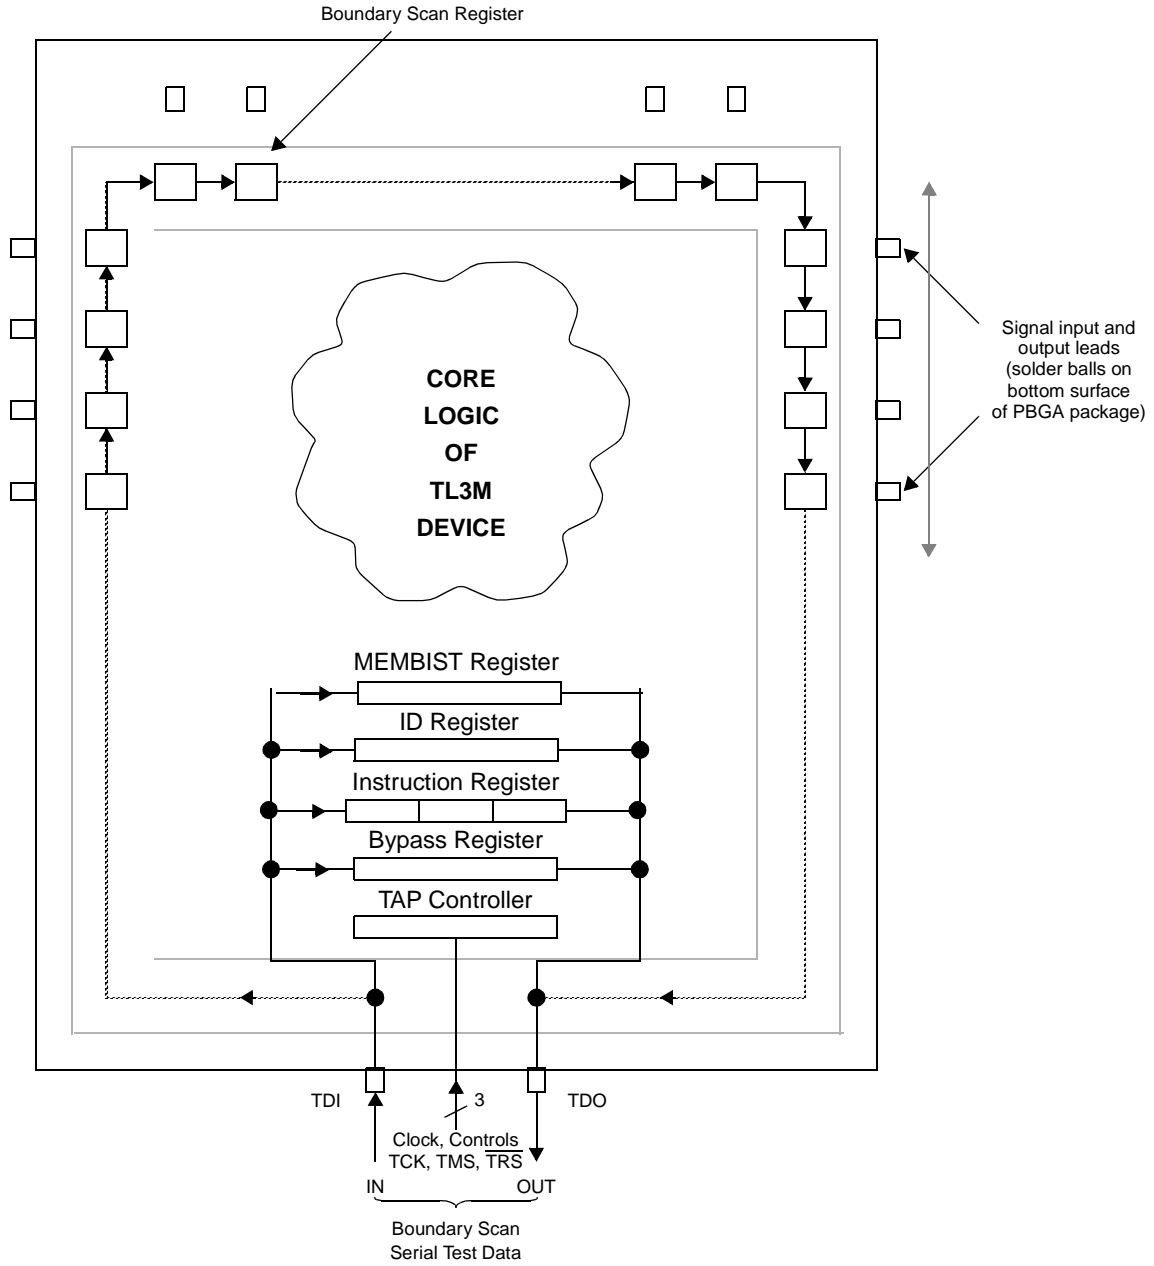 Boundary Scan Register
Signal input and
output leads
(solder balls on
bottom surface
of PBGA package)
CORE
LOGIC
OF
TL3M
DEVICE
MEMBIST Register
ID Register
Instruction Register
Bypass Register
TAP Controller
TDI
3
TDO
Clock, Controls
TCK, TMS, T̅R̅S̅
IN
OUT
Boundary Scan
Serial Test Data